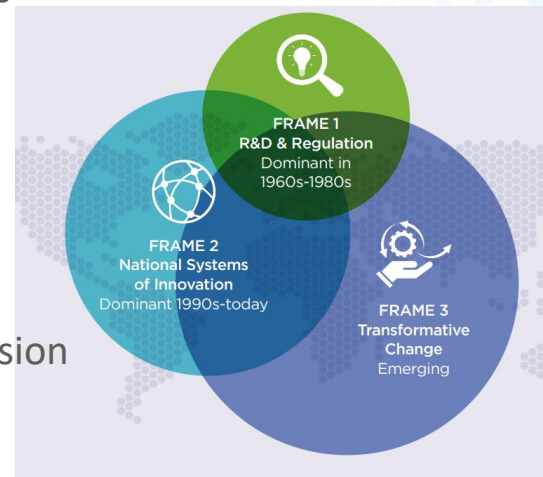 FRAME 1
R&D & Regulation
Dominant in
1960s-1980s
FRAME 2
National Systems
of Innovation
Dominant 1990s-today
FRAME 3
Transformative
Change
Emerging